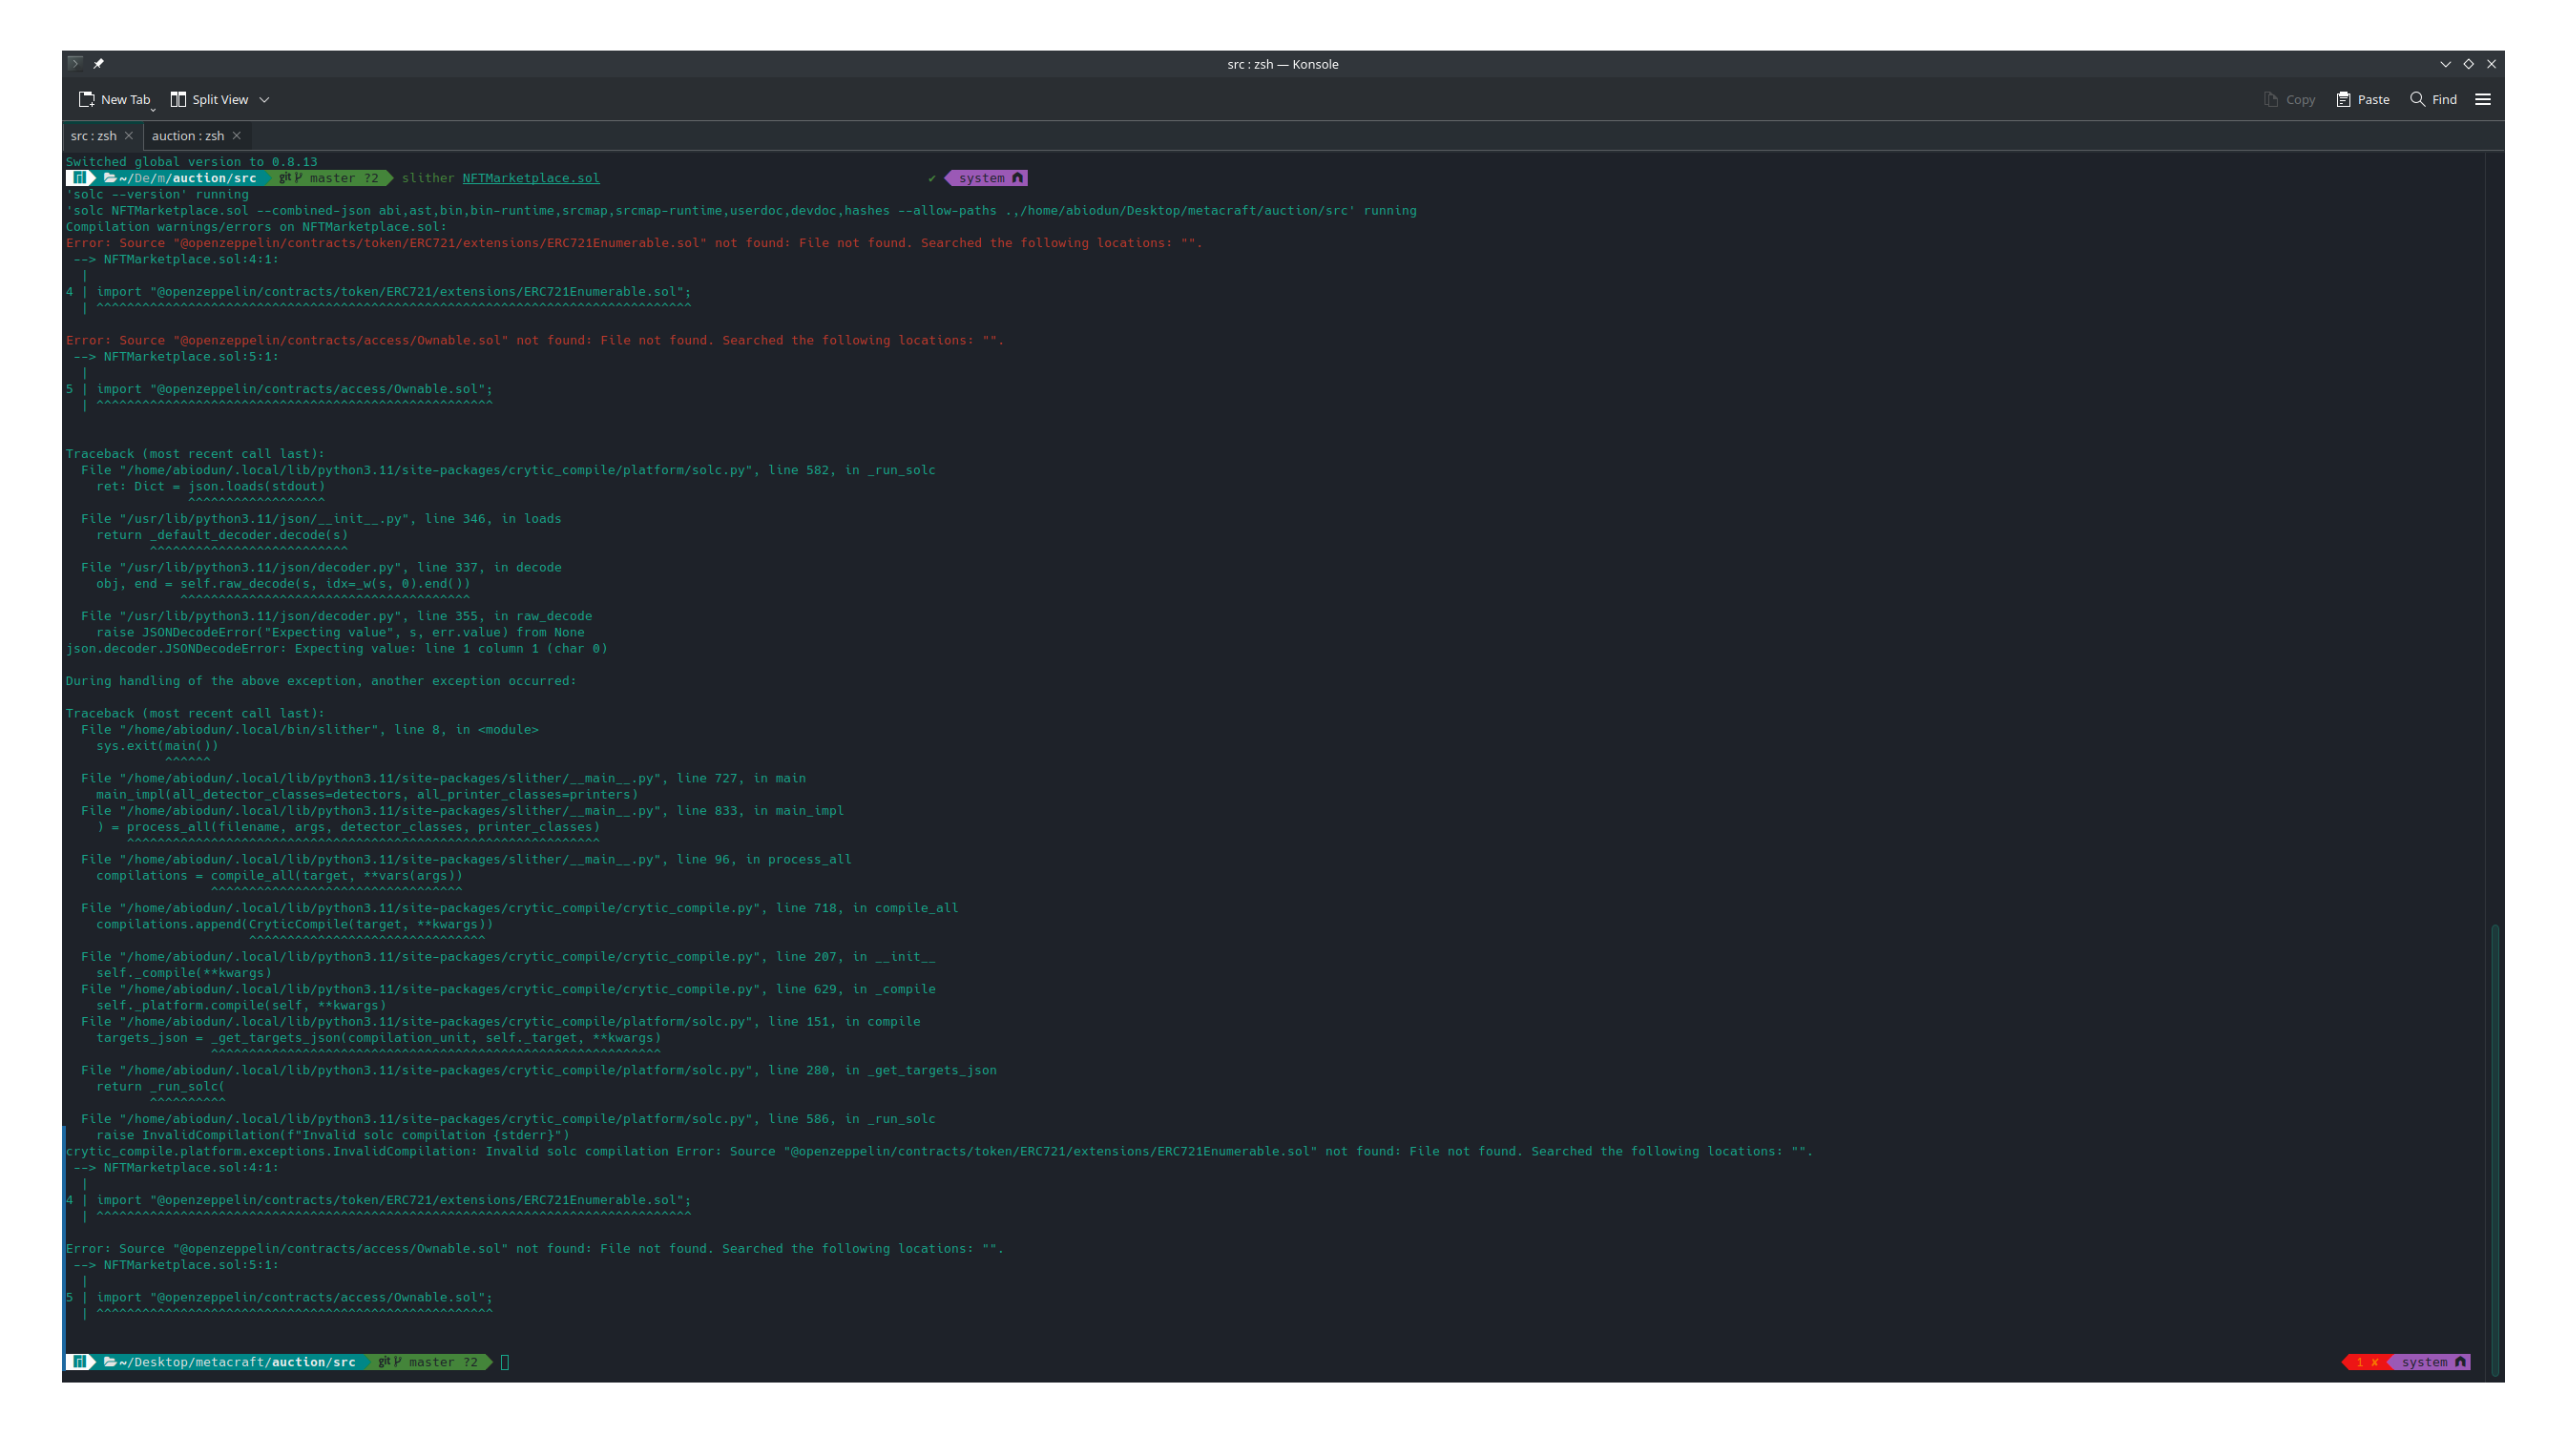 src : zsh — Konsole
New Tab Split View Copy Paste Find
src : zsh auction : zsh
Switched global version to 0.8.13
~/De/m/auction/src git master ?2 slither NFTMarketplace.sol ✔ system
'solc --version' running
'solc NFTMarketplace.sol --combined-json abi,ast,bin,bin-runtime,srcmap,srcmap-runtime,userdoc,devdoc,hashes --allow-paths .,/home/abiodun/Desktop/metacraft/auction/src' running
Compilation warnings/errors on NFTMarketplace.sol:
Error: Source "@openzeppelin/contracts/token/ERC721/extensions/ERC721Enumerable.sol" not found: File not found. Searched the following locations: "".
 --> NFTMarketplace.sol:4:1:
  |
4 | import "@openzeppelin/contracts/token/ERC721/extensions/ERC721Enumerable.sol";
  | ^^^^^^^^^^^^^^^^^^^^^^^^^^^^^^^^^^^^^^^^^^^^^^^^^^^^^^^^^^^^^^^^^^^^^^^^^^^^^^
Error: Source "@openzeppelin/contracts/access/Ownable.sol" not found: File not found. Searched the following locations: "".
 --> NFTMarketplace.sol:5:1:
  |
5 | import "@openzeppelin/contracts/access/Ownable.sol";
  | ^^^^^^^^^^^^^^^^^^^^^^^^^^^^^^^^^^^^^^^^^^^^^^^^^^^^
Traceback (most recent call last):
  File "/home/abiodun/.local/lib/python3.11/site-packages/crytic_compile/platform/solc.py", line 582, in _run_solc
    ret: Dict = json.loads(stdout)
                ^^^^^^^^^^^^^^^^^^
  File "/usr/lib/python3.11/json/__init__.py", line 346, in loads
    return _default_decoder.decode(s)
           ^^^^^^^^^^^^^^^^^^^^^^^^^^
  File "/usr/lib/python3.11/json/decoder.py", line 337, in decode
    obj, end = self.raw_decode(s, idx=_w(s, 0).end())
               ^^^^^^^^^^^^^^^^^^^^^^^^^^^^^^^^^^^^^^
  File "/usr/lib/python3.11/json/decoder.py", line 355, in raw_decode
    raise JSONDecodeError("Expecting value", s, err.value) from None
json.decoder.JSONDecodeError: Expecting value: line 1 column 1 (char 0)
During handling of the above exception, another exception occurred:
Traceback (most recent call last):
  File "/home/abiodun/.local/bin/slither", line 8, in <module>
    sys.exit(main())
             ^^^^^^
  File "/home/abiodun/.local/lib/python3.11/site-packages/slither/__main__.py", line 727, in main
    main_impl(all_detector_classes=detectors, all_printer_classes=printers)
  File "/home/abiodun/.local/lib/python3.11/site-packages/slither/__main__.py", line 833, in main_impl
    ) = process_all(filename, args, detector_classes, printer_classes)
        ^^^^^^^^^^^^^^^^^^^^^^^^^^^^^^^^^^^^^^^^^^^^^^^^^^^^^^^^^^^^^^
  File "/home/abiodun/.local/lib/python3.11/site-packages/slither/__main__.py", line 96, in process_all
    compilations = compile_all(target, **vars(args))
                   ^^^^^^^^^^^^^^^^^^^^^^^^^^^^^^^^^
  File "/home/abiodun/.local/lib/python3.11/site-packages/crytic_compile/crytic_compile.py", line 718, in compile_all
    compilations.append(CryticCompile(target, **kwargs))
                        ^^^^^^^^^^^^^^^^^^^^^^^^^^^^^^^
  File "/home/abiodun/.local/lib/python3.11/site-packages/crytic_compile/crytic_compile.py", line 207, in __init__
    self._compile(**kwargs)
  File "/home/abiodun/.local/lib/python3.11/site-packages/crytic_compile/crytic_compile.py", line 629, in _compile
    self._platform.compile(self, **kwargs)
  File "/home/abiodun/.local/lib/python3.11/site-packages/crytic_compile/platform/solc.py", line 151, in compile
    targets_json = _get_targets_json(compilation_unit, self._target, **kwargs)
                   ^^^^^^^^^^^^^^^^^^^^^^^^^^^^^^^^^^^^^^^^^^^^^^^^^^^^^^^^^^^
  File "/home/abiodun/.local/lib/python3.11/site-packages/crytic_compile/platform/solc.py", line 280, in _get_targets_json
    return _run_solc(
           ^^^^^^^^^^
  File "/home/abiodun/.local/lib/python3.11/site-packages/crytic_compile/platform/solc.py", line 586, in _run_solc
    raise InvalidCompilation(f"Invalid solc compilation {stderr}")
crytic_compile.platform.exceptions.InvalidCompilation: Invalid solc compilation Error: Source "@openzeppelin/contracts/token/ERC721/extensions/ERC721Enumerable.sol" not found: File not found. Searched the following locations: "".
 --> NFTMarketplace.sol:4:1:
  |
4 | import "@openzeppelin/contracts/token/ERC721/extensions/ERC721Enumerable.sol";
  | ^^^^^^^^^^^^^^^^^^^^^^^^^^^^^^^^^^^^^^^^^^^^^^^^^^^^^^^^^^^^^^^^^^^^^^^^^^^^^^
Error: Source "@openzeppelin/contracts/access/Ownable.sol" not found: File not found. Searched the following locations: "".
 --> NFTMarketplace.sol:5:1:
  |
5 | import "@openzeppelin/contracts/access/Ownable.sol";
  | ^^^^^^^^^^^^^^^^^^^^^^^^^^^^^^^^^^^^^^^^^^^^^^^^^^^^
~/Desktop/metacraft/auction/src git master ?2 1 ✘ system